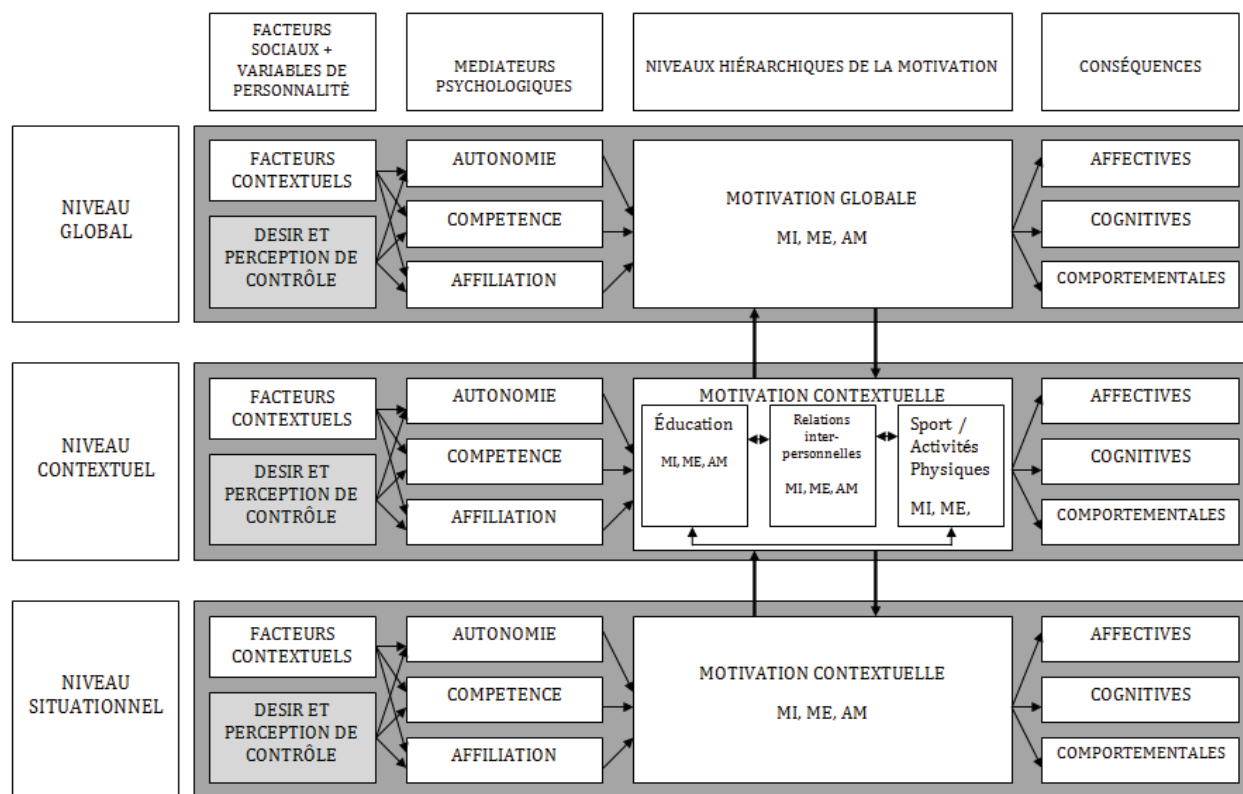 FACTEURS
SOCIAUX +
VARIABLES DE
PERSONNALITÉ
MEDIATEURS
PSYCHOLOGIQUES
NIVEAUX HIÉRARCHIQUES DE LA MOTIVATION
CONSÉQUENCES
NIVEAU
GLOBAL
FACTEURS
CONTEXTUELS
DESIR ET
PERCEPTION DE
CONTRÔLE
AUTONOMIE
COMPETENCE
AFFILIATION
MOTIVATION GLOBALE
MI, ME, AM
AFFECTIVES
COGNITIVES
COMPORTEMENTALES
NIVEAU
CONTEXTUEL
FACTEURS
CONTEXTUELS
DESIR ET
PERCEPTION DE
CONTRÔLE
AUTONOMIE
COMPETENCE
AFFILIATION
MOTIVATION CONTEXTUELLE
Éducation
MI, ME, AM
Relations
inter-
personnelles
MI, ME, AM
Sport /
Activités
Physiques
MI, ME,
AFFECTIVES
COGNITIVES
COMPORTEMENTALES
NIVEAU
SITUATIONNEL
FACTEURS
CONTEXTUELS
DESIR ET
PERCEPTION DE
CONTRÔLE
AUTONOMIE
COMPETENCE
AFFILIATION
MOTIVATION CONTEXTUELLE
MI, ME, AM
AFFECTIVES
COGNITIVES
COMPORTEMENTALES